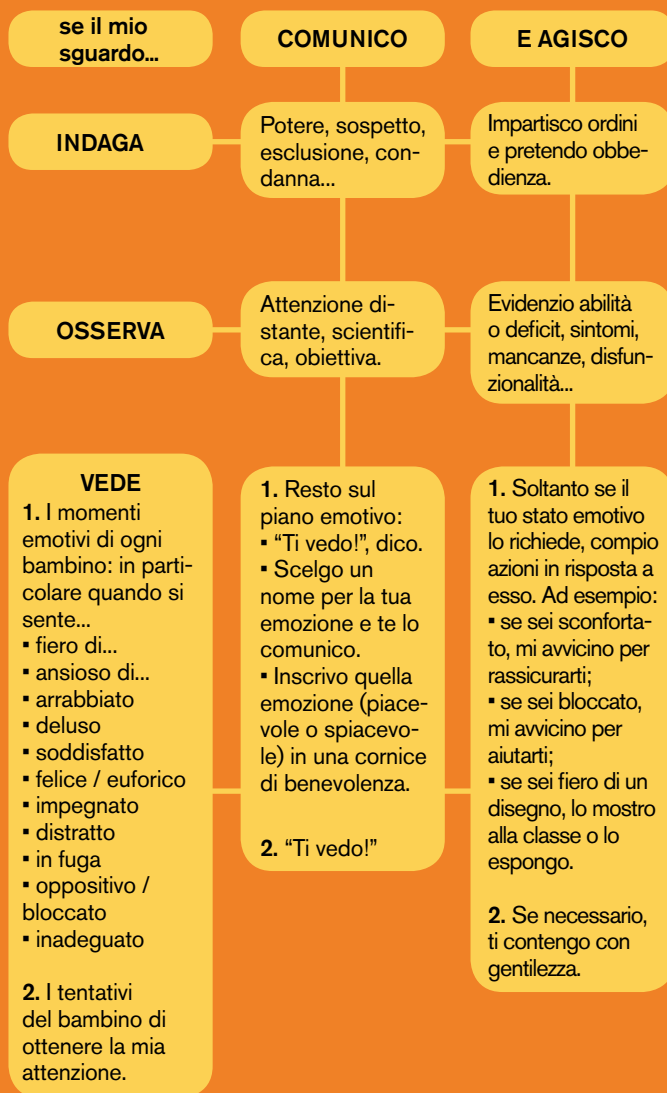 se il mio
sguardo...
COMUNICO
E AGISCO
INDAGA
Potere, sospetto,
esclusione, con-
danna...
Impartisco ordini
e pretendo obbe-
dienza.
OSSERVA
Attenzione di-
stante, scientifi-
ca, obiettiva.
Evidenzio abilità
o deficit, sintomi,
mancanze, disfun-
zionalità...
VEDE
1. I momenti
emotivi di ogni
bambino: in parti-
colare quando si
sente...
▪ fiero di...
▪ ansioso di...
▪ arrabbiato
▪ deluso
▪ soddisfatto
▪ felice / euforico
▪ impegnato
▪ distratto
▪ in fuga
▪ oppositivo /
bloccato
▪ inadeguato
2. I tentativi
del bambino di
ottenere la mia
attenzione.
1. Resto sul
piano emotivo:
▪ “Ti vedo!”, dico.
▪ Scelgo un
nome per la tua
emozione e te lo
comunico.
▪ Inscrivo quella
emozione (piace-
vole o spiacevo-
le) in una cornice
di benevolenza.
2. “Ti vedo!”
1. Soltanto se il
tuo stato emotivo
lo richiede, compio
azioni in risposta a
esso. Ad esempio:
▪ se sei sconforta-
to, mi avvicino per
rassicurarti;
▪ se sei bloccato,
mi avvicino per
aiutarti;
▪ se sei fiero di un
disegno, lo mostro
alla classe o lo
espongo.
2. Se necessario,
ti contengo con
gentilezza.